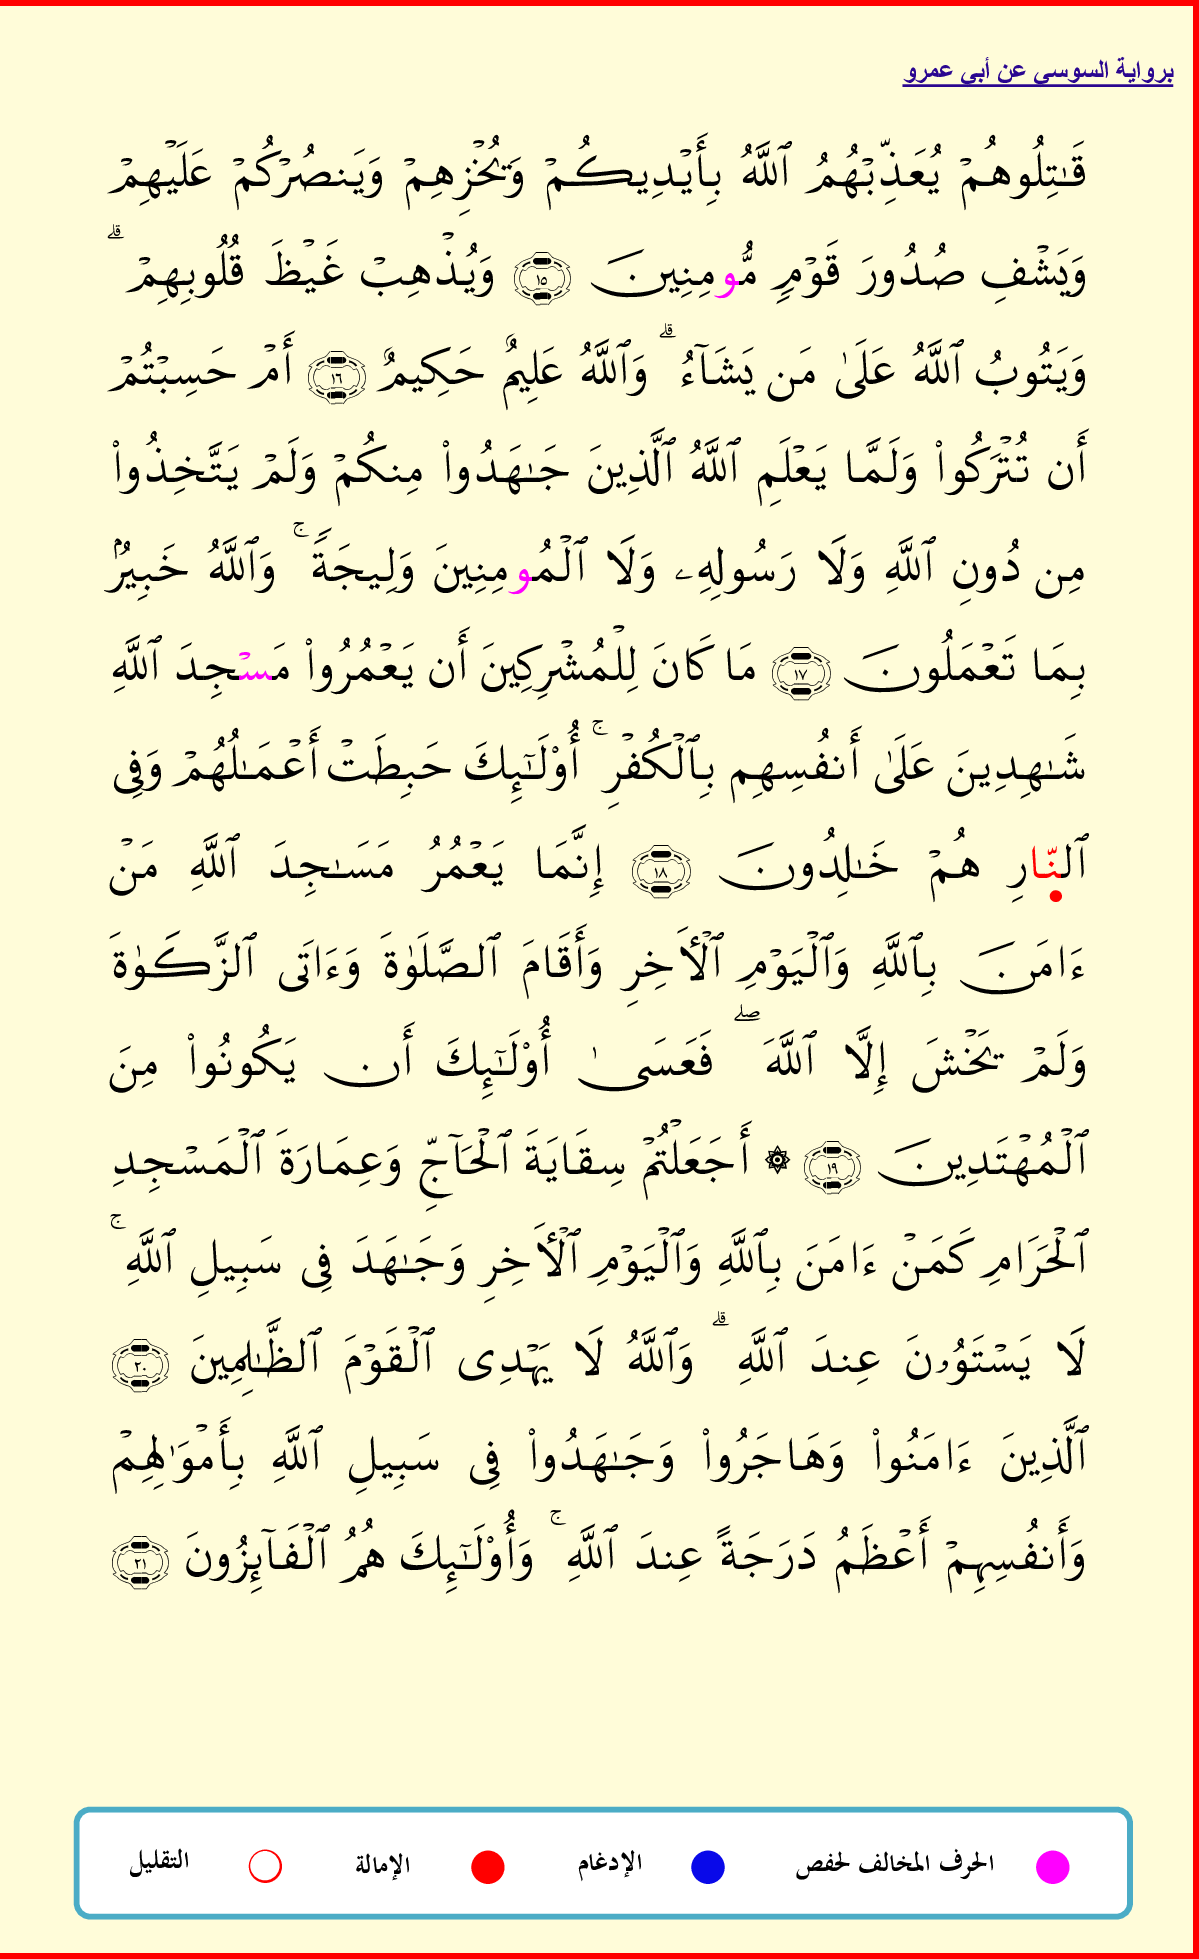 برواية السوسي عن أبي عمرو
قَٰتِلُوهُمۡ يُعَذِّبۡهُمُ ٱللَّهُ بِأَيۡدِيكُمۡ وَيُخۡزِهِمۡ وَيَنصُرۡكُمۡ عَلَيۡهِمۡ
وَيَشۡفِ صُدُورَ قَوۡمٖ مُّومِنِينَ ١٥ وَيُذۡهِبۡ غَيۡظَ قُلُوبِهِمۡۗ
وَيَتُوبُ ٱللَّهُ عَلَىٰ مَن يَشَآءُۗ وَٱللَّهُ عَلِيمٌ حَكِيمٌ ١٦ أَمۡ حَسِبۡتُمۡ
أَن تُتۡرَكُواْ وَلَمَّا يَعۡلَمِ ٱللَّهُ ٱلَّذِينَ جَٰهَدُواْ مِنكُمۡ وَلَمۡ يَتَّخِذُواْ
مِن دُونِ ٱللَّهِ وَلَا رَسُولِهِۦ وَلَا ٱلۡمُومِنِينَ وَلِيجَةٗۚ وَٱللَّهُ خَبِيرُۢ
بِمَا تَعۡمَلُونَ ١٧ مَا كَانَ لِلۡمُشۡرِكِينَ أَن يَعۡمُرُواْ مَسۡجِدَ ٱللَّهِ
شَٰهِدِينَ عَلَىٰ أَنفُسِهِم بِٱلۡكُفۡرِۚ أُوْلَٰٓئِكَ حَبِطَتۡ أَعۡمَٰلُهُمۡ وَفِي
ٱلنّارِ هُمۡ خَٰلِدُونَ ١٨ إِنَّمَا يَعۡمُرُ مَسَٰجِدَ ٱللَّهِ مَنۡ
ءَامَنَ بِٱللَّهِ وَٱلۡيَوۡمِ ٱلۡأٓخِرِ وَأَقَامَ ٱلصَّلَوٰةَ وَءَاتَى ٱلزَّكَوٰةَ
وَلَمۡ يَخۡشَ إِلَّا ٱللَّهَۖ فَعَسَىٰ أُوْلَٰٓئِكَ أَن يَكُونُواْ مِنَ
ٱلۡمُهۡتَدِينَ ١٩ ۞ أَجَعَلۡتُمۡ سِقَايَةَ ٱلۡحَآجِّ وَعِمَارَةَ ٱلۡمَسۡجِدِ
ٱلۡحَرَامِ كَمَنۡ ءَامَنَ بِٱللَّهِ وَٱلۡيَوۡمِ ٱلۡأٓخِرِ وَجَٰهَدَ فِي سَبِيلِ ٱللَّهِۚ
لَا يَسۡتَوُۥنَ عِندَ ٱللَّهِۗ وَٱللَّهُ لَا يَهۡدِي ٱلۡقَوۡمَ ٱلظَّٰلِمِينَ ٢٠
ٱلَّذِينَ ءَامَنُواْ وَهَاجَرُواْ وَجَٰهَدُواْ فِي سَبِيلِ ٱللَّهِ بِأَمۡوَٰلِهِمۡ
وَأَنفُسِهِمۡ أَعۡظَمُ دَرَجَةً عِندَ ٱللَّهِۚ وَأُوْلَٰٓئِكَ هُمُ ٱلۡفَآئِزُونَ ٢١
الحرف المخالف لحفص الإدغام الإمالة التقليل